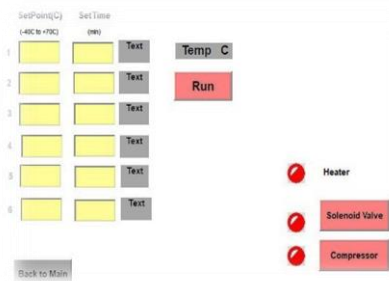 SetPoint(C) SetTime
(-40C to +70C) (min)
1 Text Temp C
2 Text Run
3 Text
4 Text
5 Text Heater
6 Text Solenoid Valve
Compressor
Back to Main